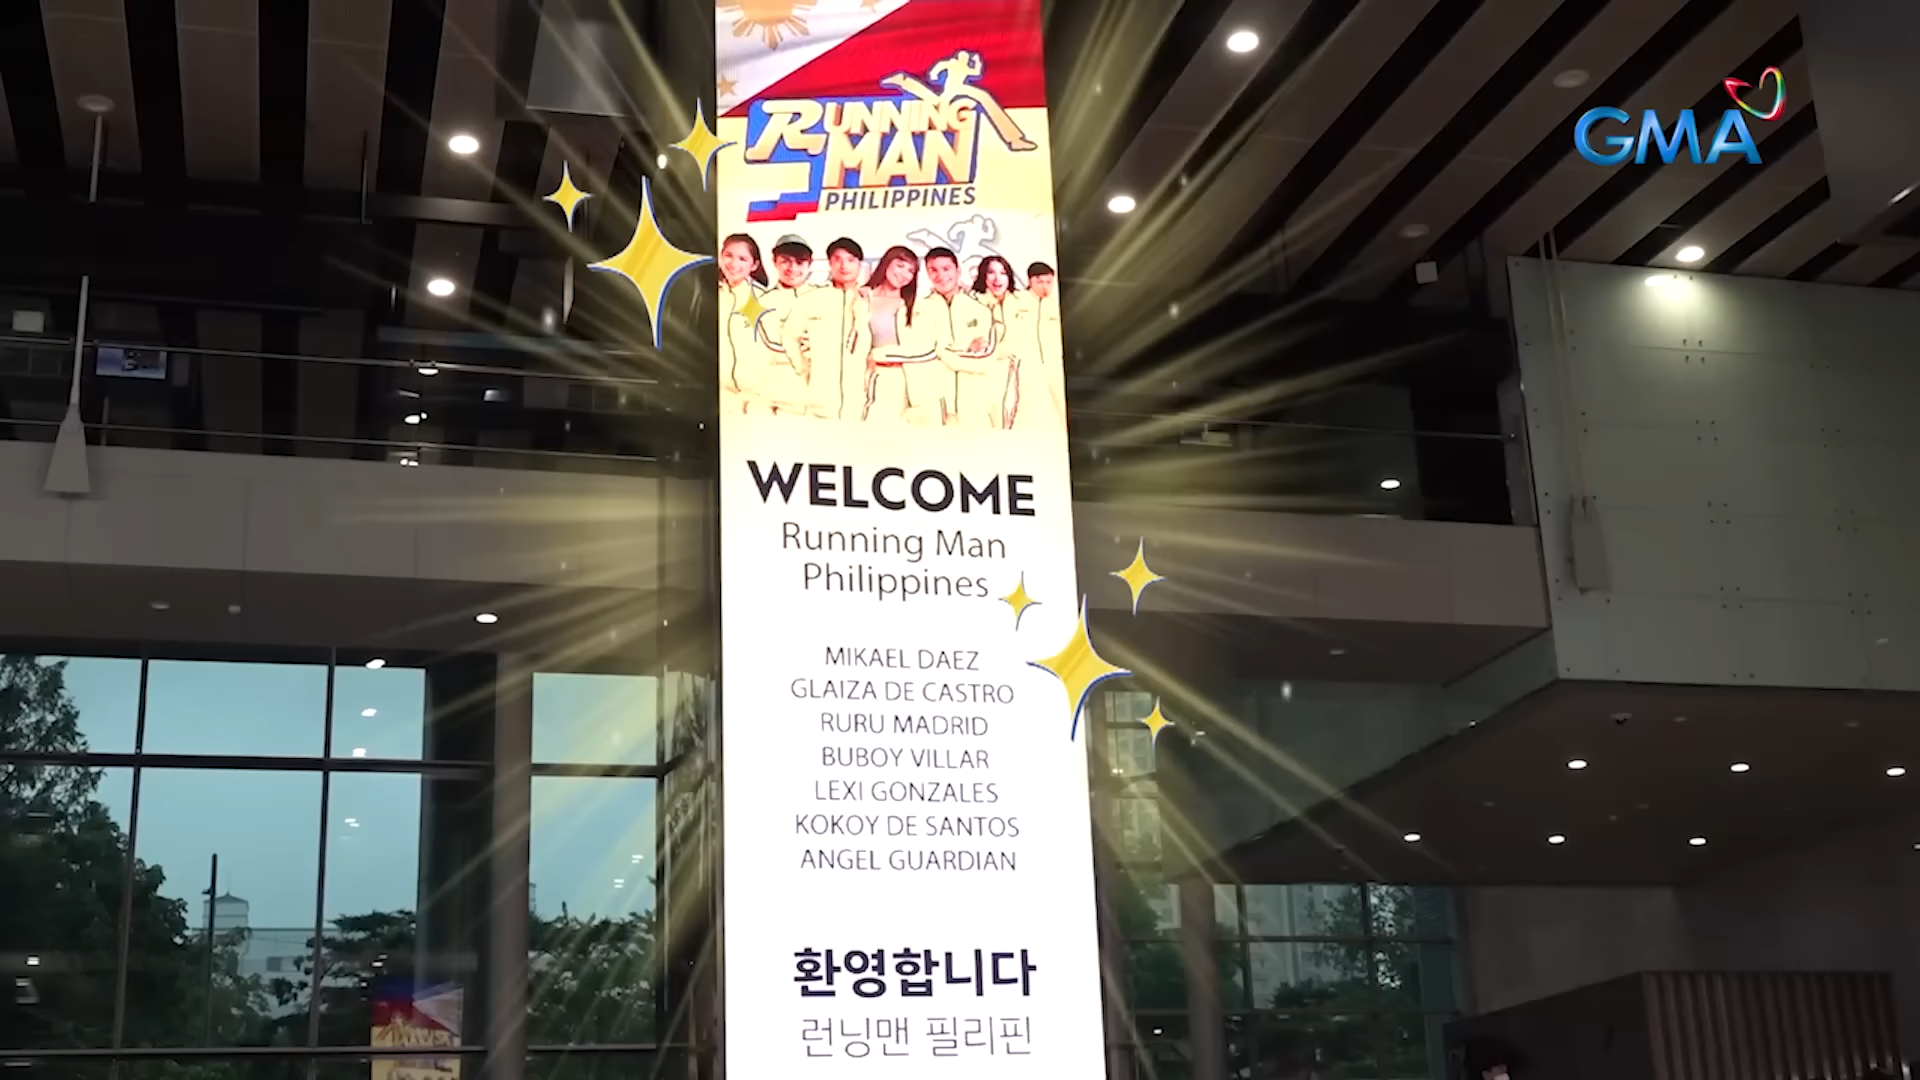 GMA
RUNNING
MAN
PHILIPPINES
WELCOME
Running Man
Philippines
MIKAEL DAEZ
GLAIZA DE CASTRO
RURU MADRID
BUBOY VILLAR
LEXI GONZALES
KOKOY DE SANTOS
ANGEL GUARDIAN
환영합니다
런닝맨 필리핀